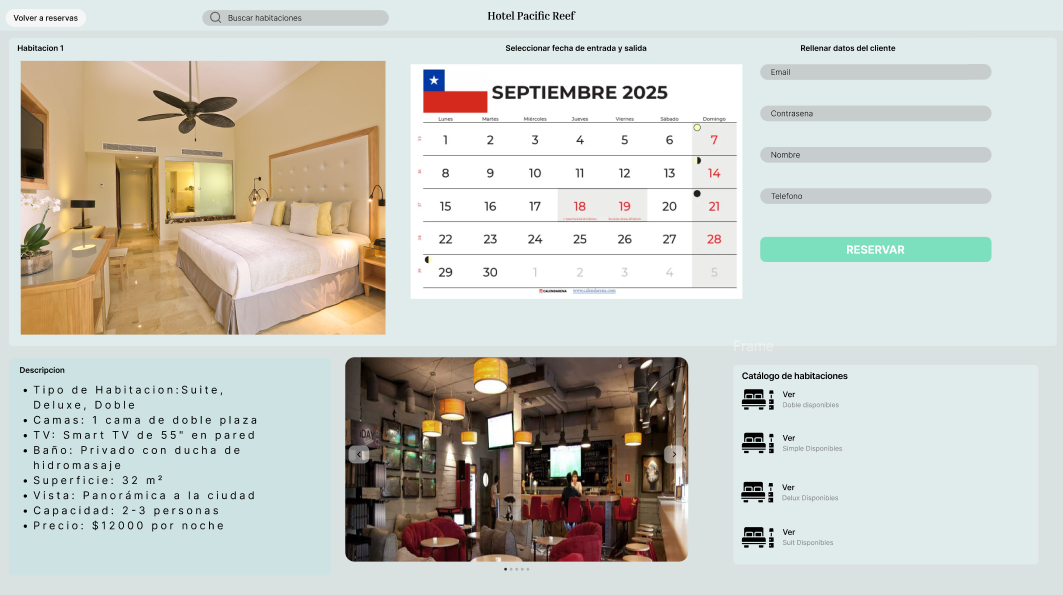 Volver a reservas
Buscar habitaciones
Hotel Pacific Reef
Habitacion 1
Seleccionar fecha de entrada y salida
SEPTIEMBRE 2025
Lunes Martes Miércoles Jueves Viernes Sábado Domingo
1 2 3 4 5 6 7
8 9 10 11 12 13 14
15 16 17 18 19 20 21
22 23 24 25 26 27 28
29 30 1 2 3 4 5
CALENDARENA www.calendarena.com
Rellenar datos del cliente
Email
Contrasena
Nombre
Telefono
RESERVAR
Frame
Descripcion
• Tipo de Habitacion:Suite,
Deluxe, Doble
• Camas: 1 cama de doble plaza
• TV: Smart TV de 55" en pared
• Baño: Privado con ducha de
hidromasaje
• Superficie: 32 m²
• Vista: Panorámica a la ciudad
• Capacidad: 2-3 personas
• Precio: $12000 por noche
Catálogo de habitaciones
Ver
Doble disponibles
Ver
Simple Disponibles
Ver
Delux Disponibles
Ver
Suit Disponibles